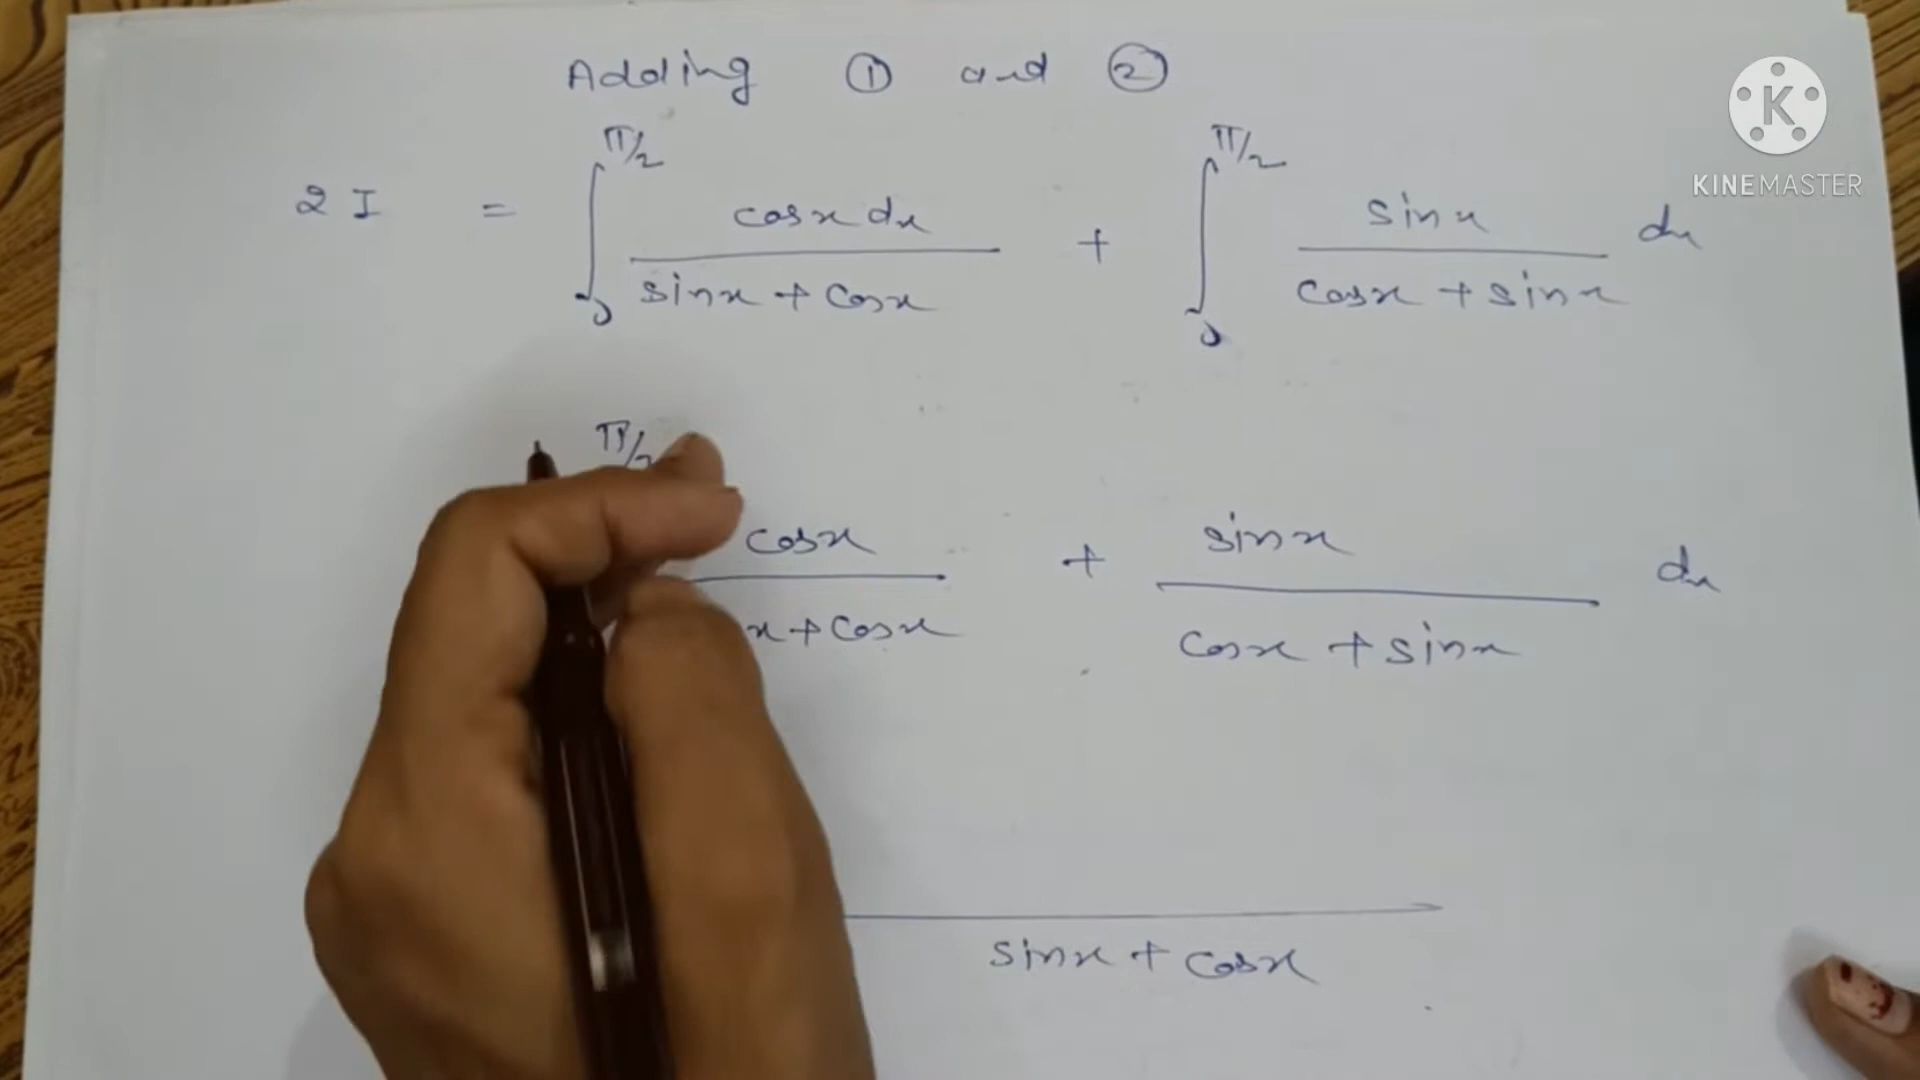 Adding ① and ②
2I = ∫₀^{π/2} cosx dx / sinx + cosx + ∫₀^{π/2} sinx / cosx + sinx dx
π/2 cosx / x + cosx + sinx / cosx + sinx dx
sinx + cosx
KINEMASTER